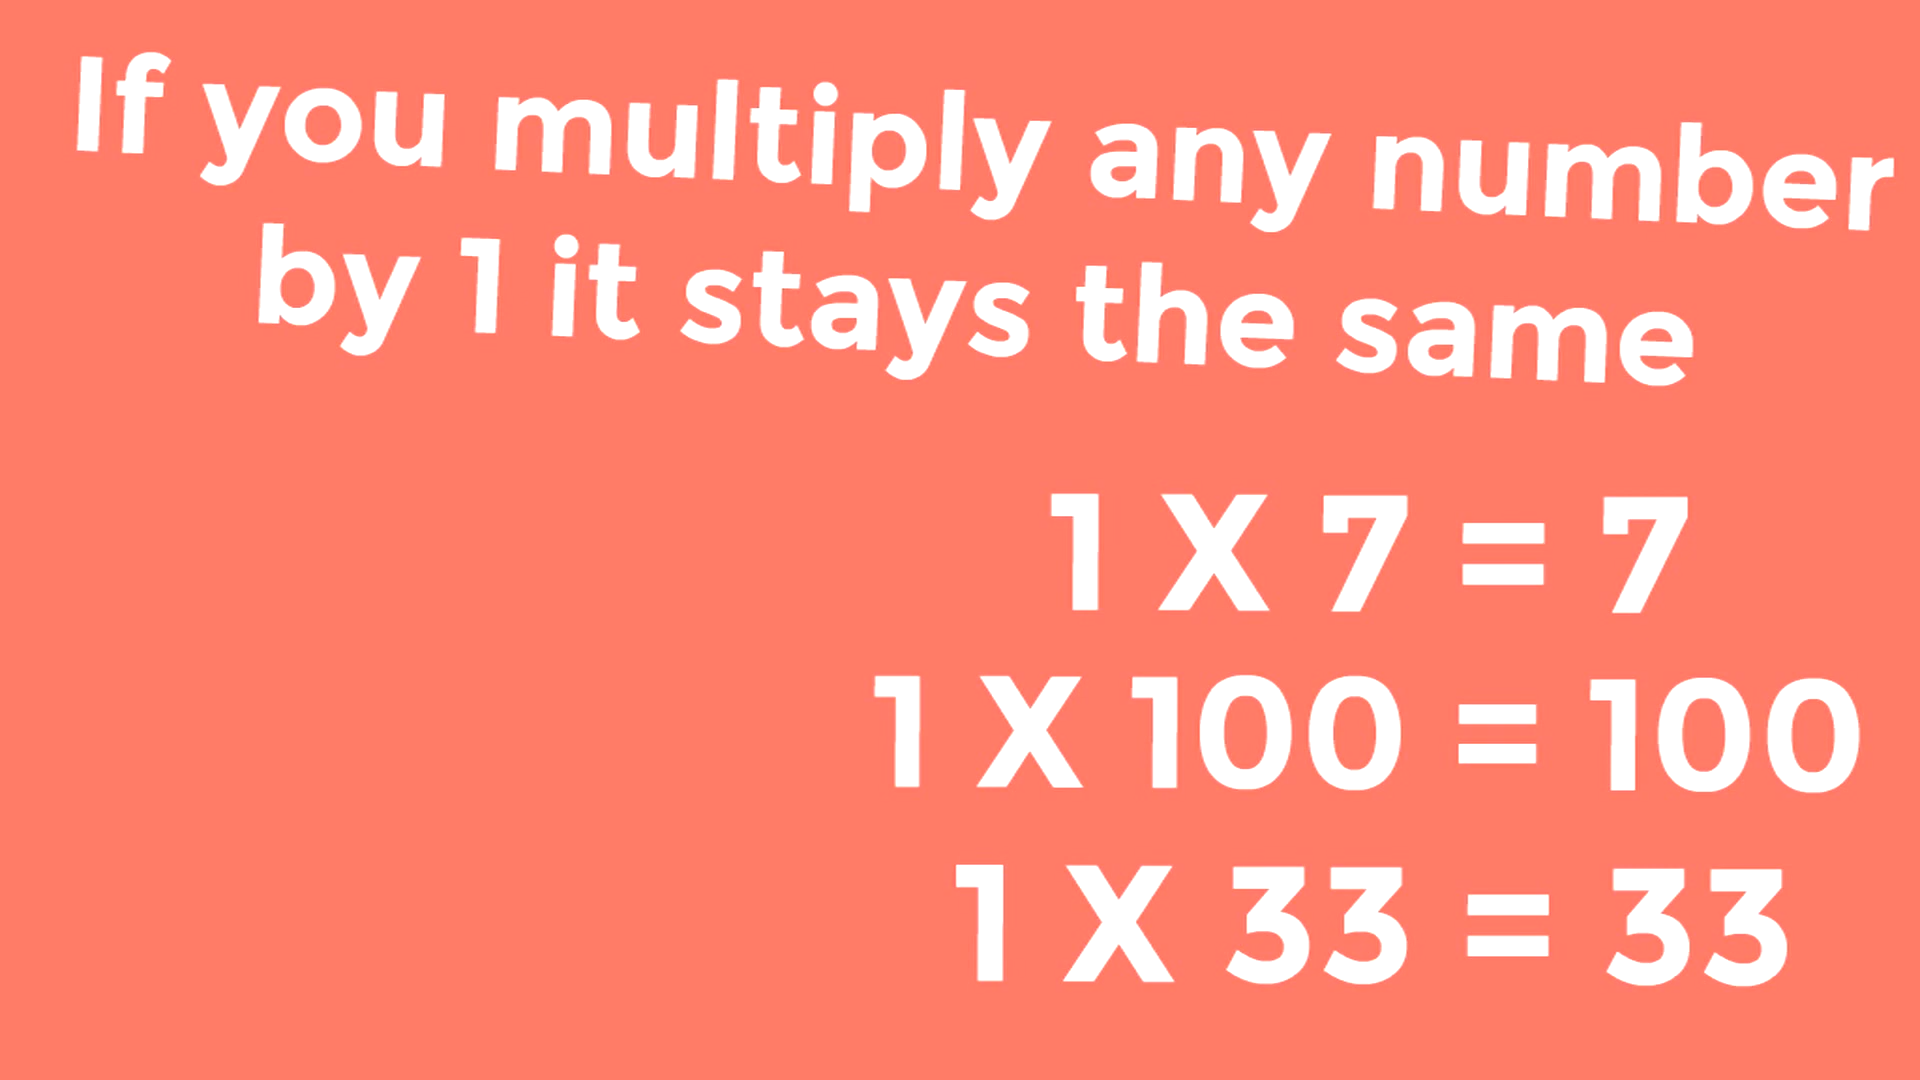 If you multiply any number
by 1 it stays the same
1 X 7 = 7
1 X 100 = 100
1 X 33 = 33